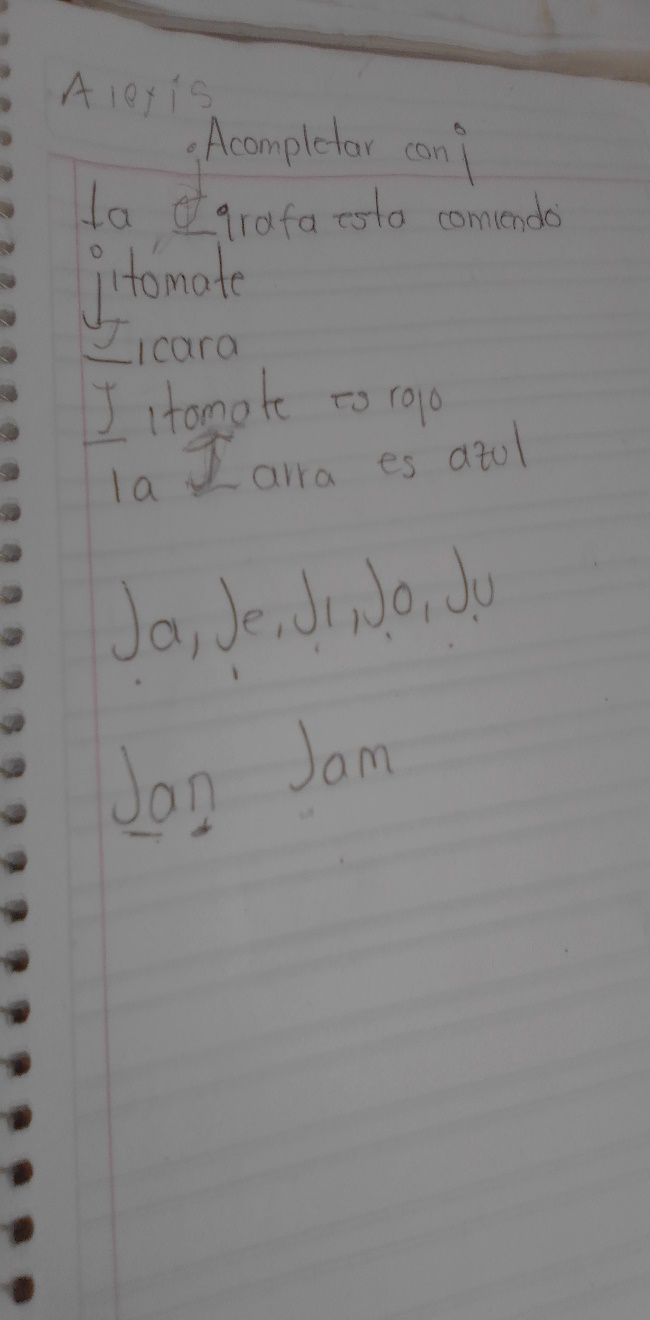 Alexis
Acompletar con j
La jgrafa esta comiendo
jitomate
Jicara
Jitomate es rojo
la Jarra es azul
Ja, Je, Ji, Jo, Ju
Jan Jam